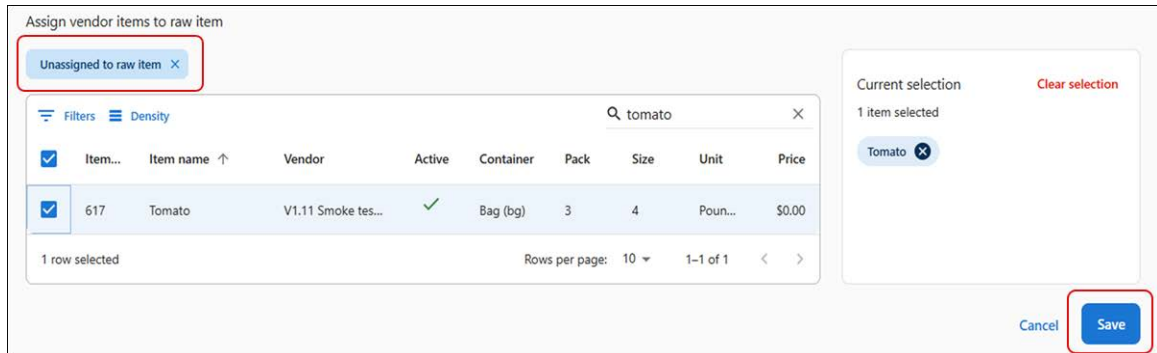 Assign vendor items to raw item
Unassigned to raw item
Filters Density
tomato
Item... Item name Vendor Active Container Pack Size Unit Price
617 Tomato V1.11 Smoke tes... Bag (bg) 3 4 Poun... $0.00
1 row selected Rows per page: 10 1–1 of 1
Current selection Clear selection
1 item selected
Tomato
Cancel Save